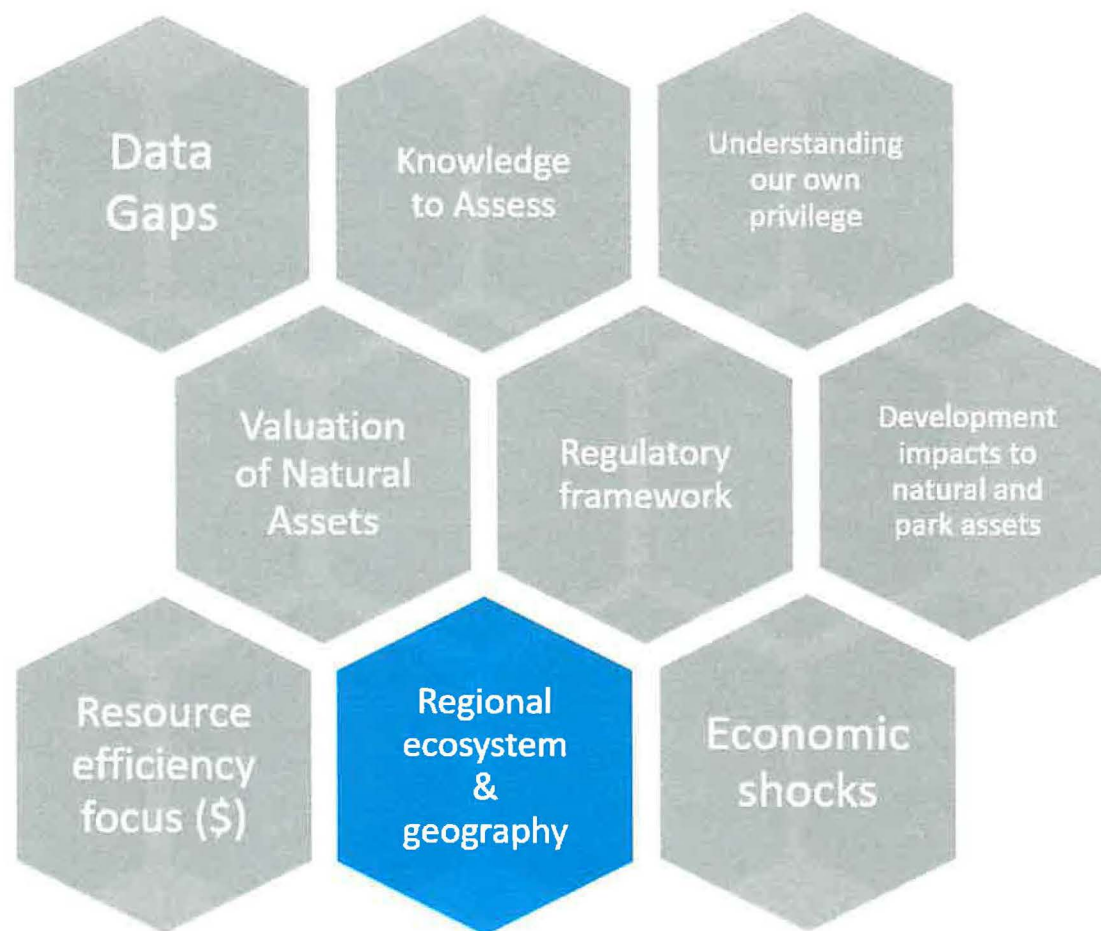 Data
Gaps
Knowledge
to Assess
Understanding
our own
privilege
Valuation
of Natural
Assets
Regulatory
framework
Development
impacts to
natural and
park assets
Resource
efficiency
focus ($)
Regional
ecosystem
&
geography
Economic
shocks